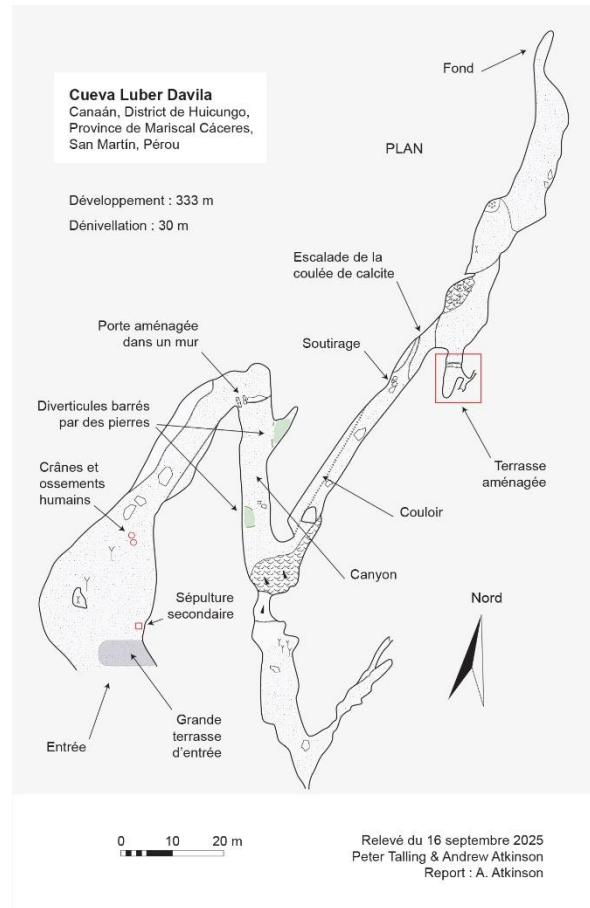 Cueva Luber Davila
Canaán, District de Huicungo,
Province de Mariscal Cáceres,
San Martín, Pérou
Développement : 333 m
Dénivellation : 30 m
Fond
PLAN
Escalade de la
coulée de calcite
Porte aménagée
dans un mur
Soutirage
Diverticules barrés
par des pierres
Crânes et
ossements
humains
Terrasse
aménagée
Couloir
Canyon
Sépulture
secondaire
Nord
Grande
terrasse
d'entrée
Entrée
0 10 20 m
Relevé du 16 septembre 2025
Peter Talling & Andrew Atkinson
Report : A. Atkinson